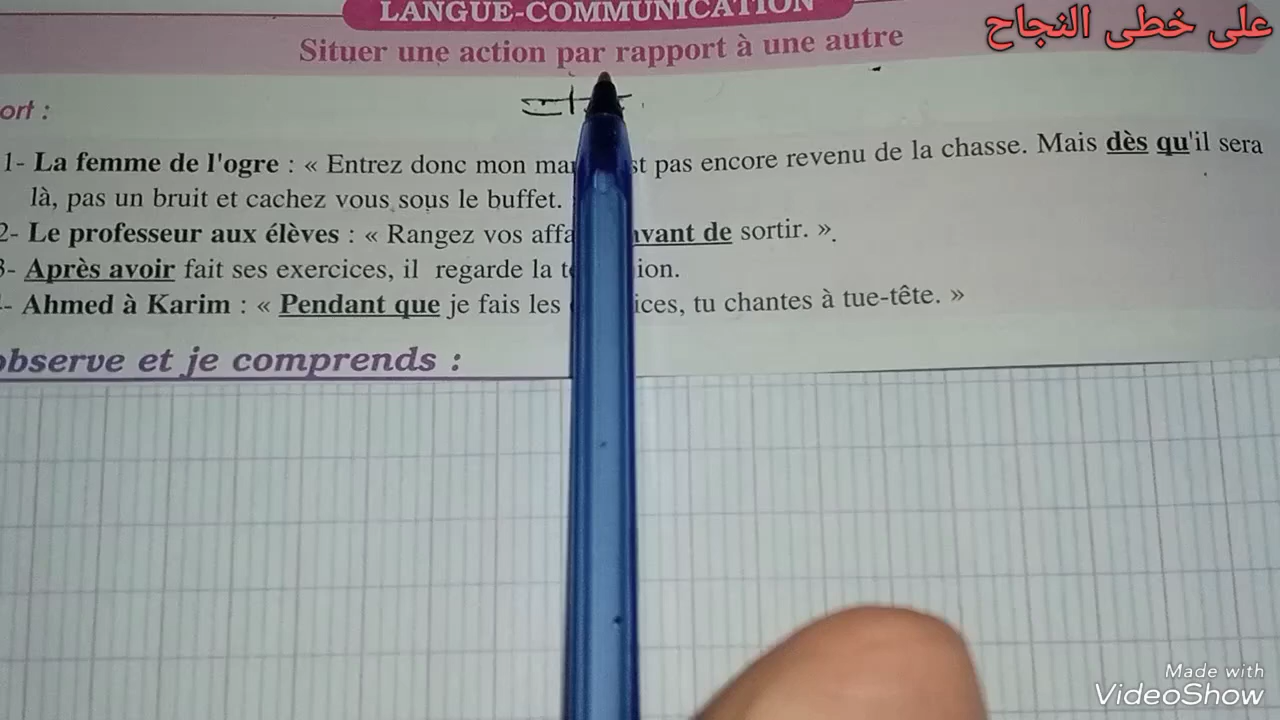 LANGUE-COMMUNICATION
على خطى النجاح
Situer une action par rapport à une autre
ort :
1- La femme de l'ogre : « Entrez donc mon mar st pas encore revenu de la chasse. Mais dès qu'il sera
là, pas un bruit et cachez vous sous le buffet.
2- Le professeur aux élèves : « Rangez vos affa avant de sortir. ».
3- Après avoir fait ses exercices, il regarde la t ion.
- Ahmed à Karim : « Pendant que je fais les ices, tu chantes à tue-tête. »
observe et je comprends :
Made with
VideoShow